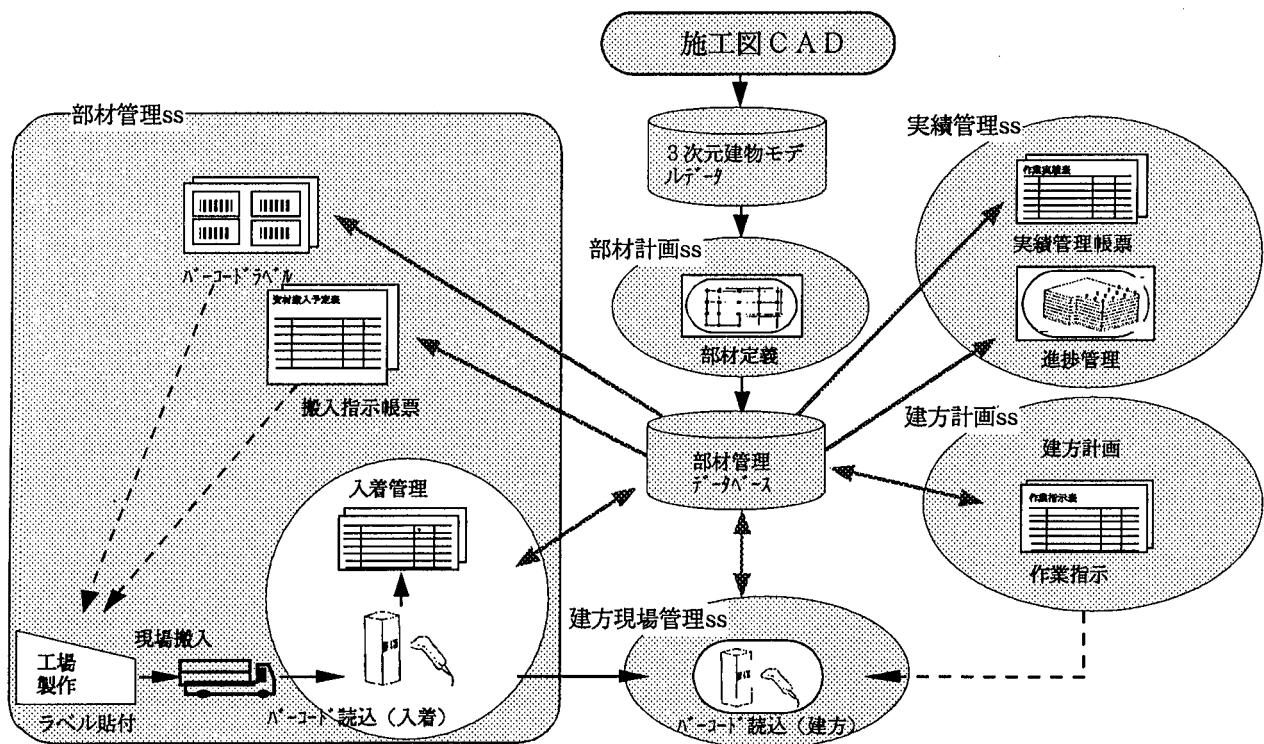 施工図CAD
部材管理ss
3次元建物モデ
ルデータ
実績管理ss
作業実績表
実績管理帳票
進捗管理
部材計画ss
部材定義
バーコードラベル
資材搬入予定表
搬入指示帳票
部材管理
データベース
建方計画ss
建方計画
作業指示表
作業指示
入着管理
現場搬入
工場
製作
ラベル貼付
バーコード読込（入着）
建方現場管理ss
バーコード読込（建方）